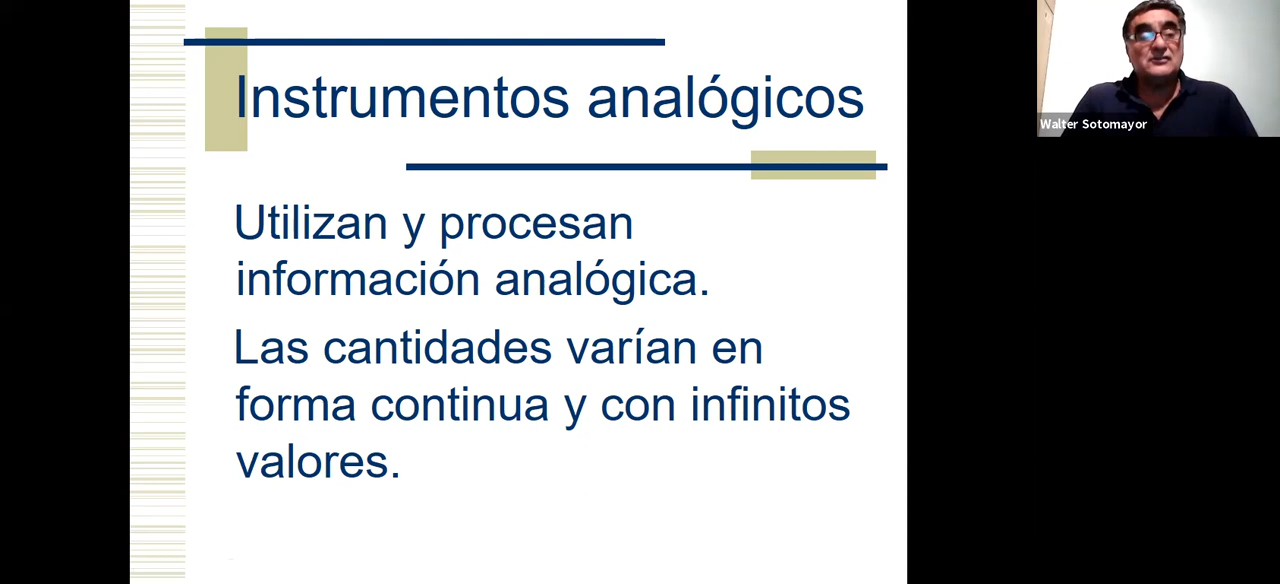 Instrumentos analógicos
Utilizan y procesan
información analógica.
Las cantidades varían en
forma continua y con infinitos
valores.
Walter Sotomayor